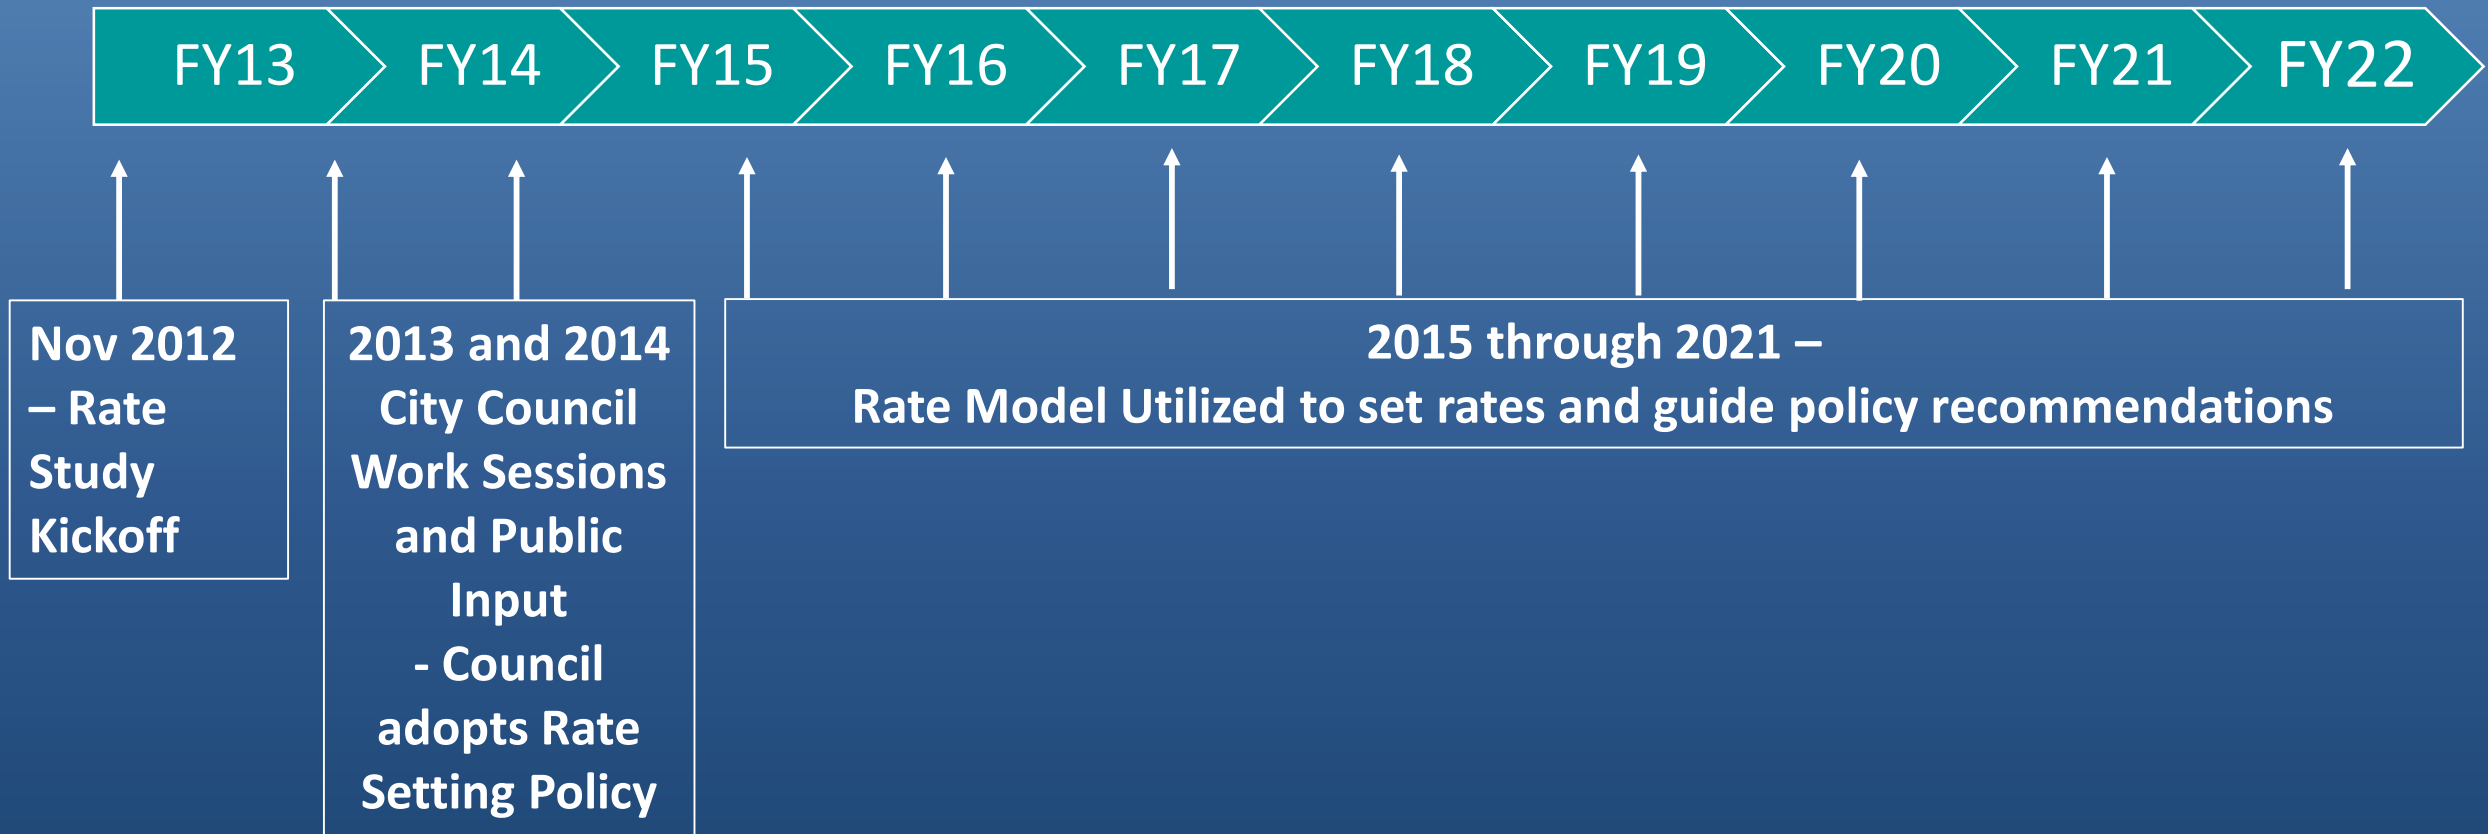 FY13 FY14 FY15 FY16 FY17 FY18 FY19 FY20 FY21 FY22
Nov 2012
– Rate
Study
Kickoff
2013 and 2014
City Council
Work Sessions
and Public
Input
- Council
adopts Rate
Setting Policy
2015 through 2021 –
Rate Model Utilized to set rates and guide policy recommendations